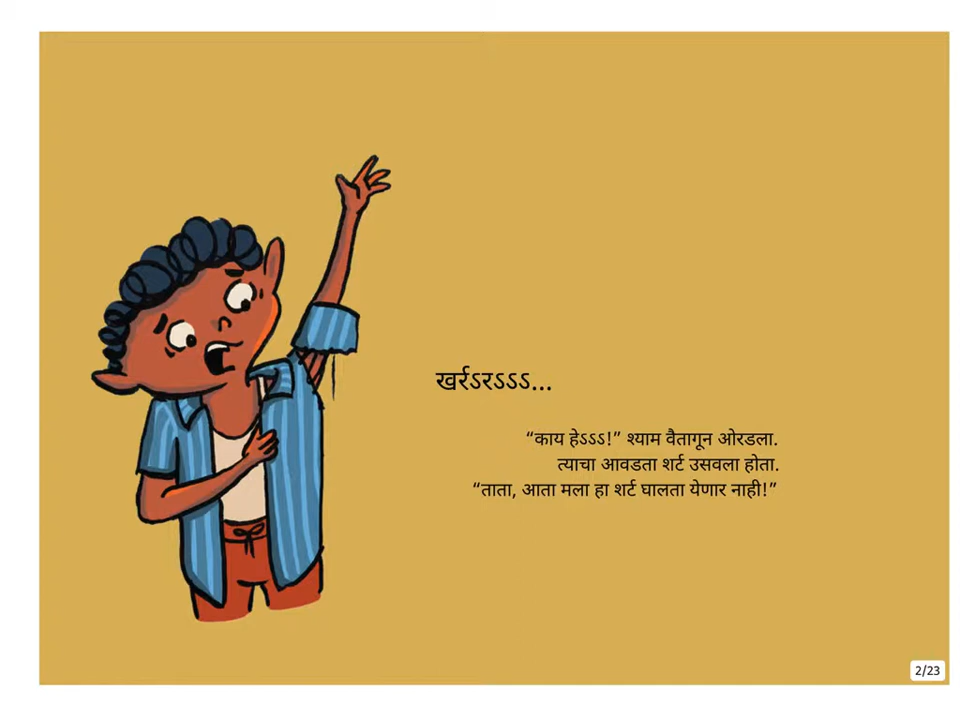 खर्रऽरऽऽऽ...
“काय हेऽऽऽ!” श्याम वैतागून ओरडला.
त्याचा आवडता शर्ट उसवला होता.
“ताता, आता मला हा शर्ट घालता येणार नाही!”
2/23